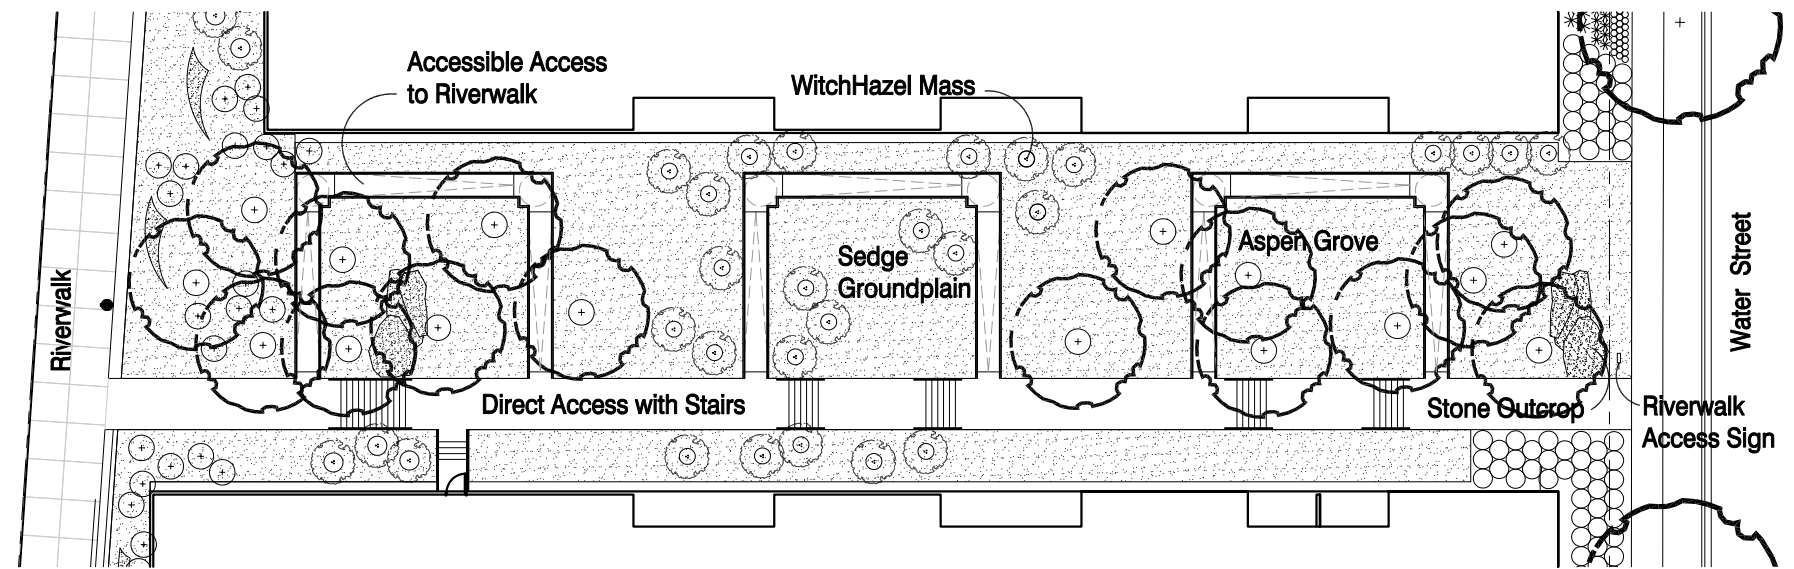 Accessible Access
to Riverwalk
WitchHazel Mass
Sedge
Groundplain
Aspen Grove
Riverwalk
Water Street
Direct Access with Stairs
Stone Outcrop
Riverwalk
Access Sign